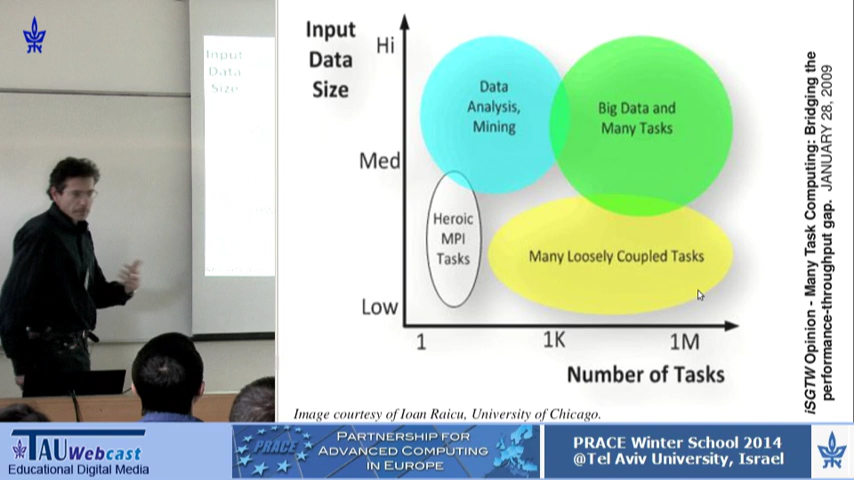 Input
Data
Size
Input
Data
Size
Hi
Med
Low
Data
Analysis,
Mining
Big Data and
Many Tasks
Heroic
MPI
Tasks
Many Loosely Coupled Tasks
1
1K
1M
Number of Tasks
iSGTW Opinion - Many Task Computing: Bridging the
performance-throughput gap. JANUARY 28, 2009
Image courtesy of Ioan Raicu, University of Chicago.
TAU Webcast
Educational Digital Media
PRACE
PARTNERSHIP FOR
ADVANCED COMPUTING
IN EUROPE
PRACE Winter School 2014
@Tel Aviv University, Israel